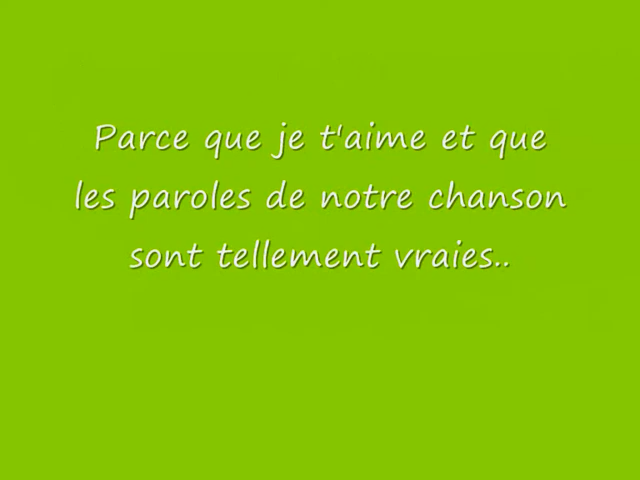 Parce que je t'aime et que
les paroles de notre chanson
sont tellement vraies..